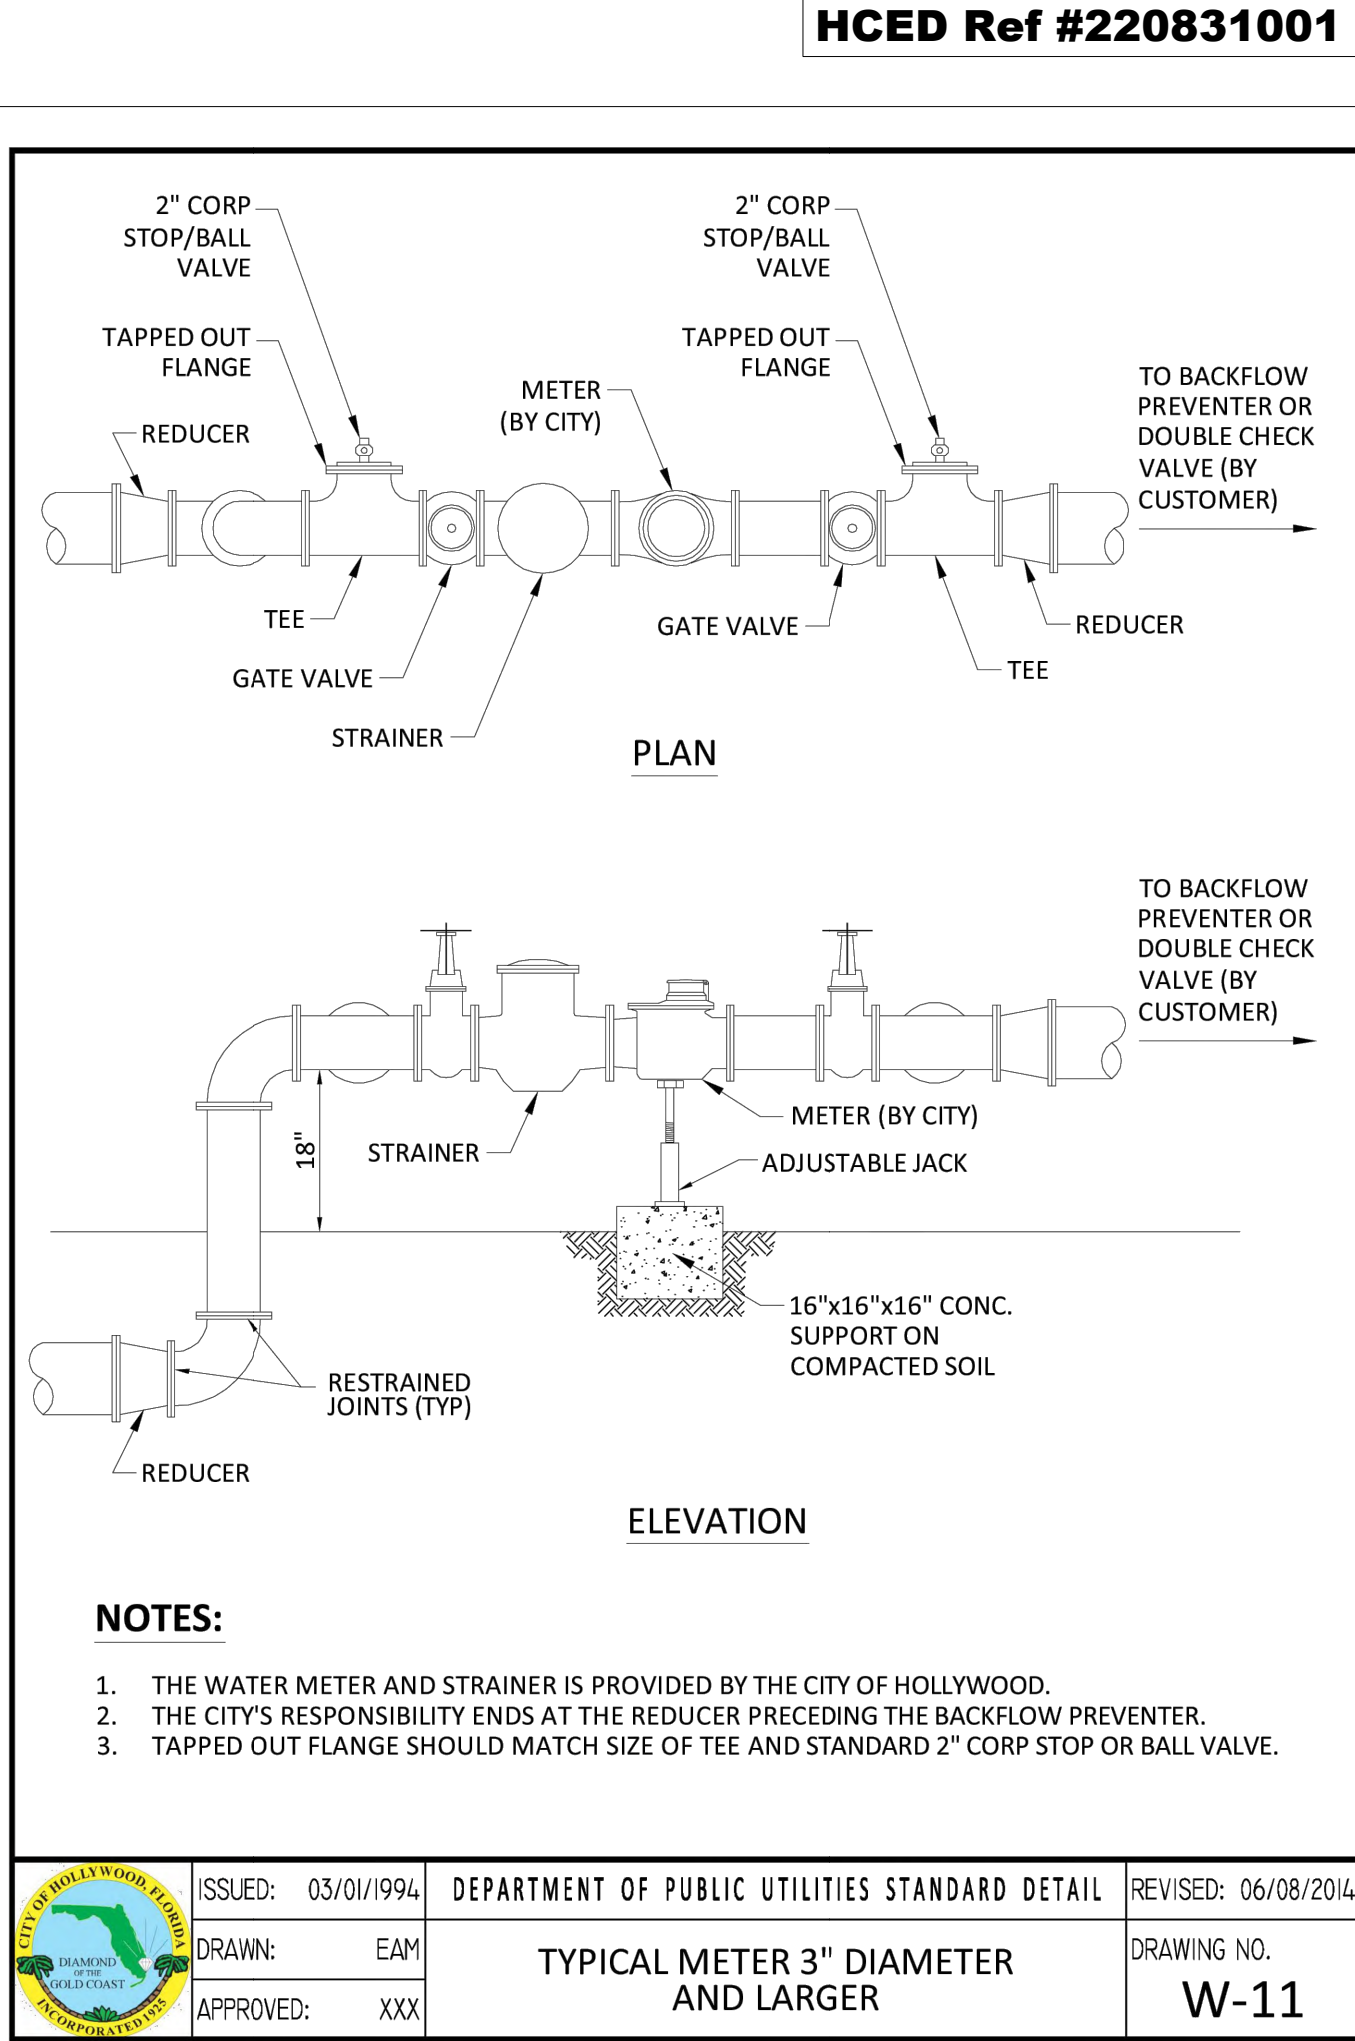 HCED Ref #220831001
2" CORP
STOP/BALL
VALVE
TAPPED OUT
FLANGE
REDUCER
METER
(BY CITY)
2" CORP
STOP/BALL
VALVE
TAPPED OUT
FLANGE
TO BACKFLOW
PREVENTER OR
DOUBLE CHECK
VALVE (BY
CUSTOMER)
TEE
GATE VALVE
STRAINER
GATE VALVE
REDUCER
TEE
PLAN
TO BACKFLOW
PREVENTER OR
DOUBLE CHECK
VALVE (BY
CUSTOMER)
18"
STRAINER
METER (BY CITY)
ADJUSTABLE JACK
16"x16"x16" CONC.
SUPPORT ON
COMPACTED SOIL
RESTRAINED
JOINTS (TYP)
REDUCER
ELEVATION
NOTES:
1. THE WATER METER AND STRAINER IS PROVIDED BY THE CITY OF HOLLYWOOD.
2. THE CITY'S RESPONSIBILITY ENDS AT THE REDUCER PRECEDING THE BACKFLOW PREVENTER.
3. TAPPED OUT FLANGE SHOULD MATCH SIZE OF TEE AND STANDARD 2" CORP STOP OR BALL VALVE.
CITY OF HOLLYWOOD, FLORIDA
DIAMOND
OF THE
GOLD COAST
INCORPORATED 1925
ISSUED: 03/01/1994
DRAWN: EAM
APPROVED: XXX
DEPARTMENT OF PUBLIC UTILITIES STANDARD DETAIL
TYPICAL METER 3" DIAMETER
AND LARGER
REVISED: 06/08/2014
DRAWING NO.
W-11